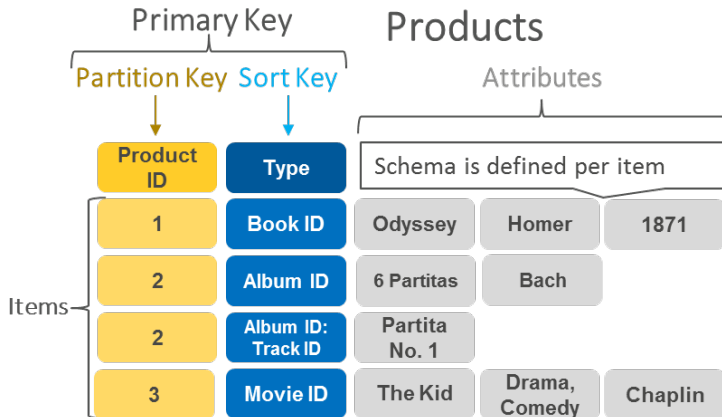 Primary Key
Products
Partition Key
Sort Key
Attributes
Product
ID
Type
Schema is defined per item
Items
1
Book ID
Odyssey
Homer
1871
2
Album ID
6 Partitas
Bach
2
Album ID:
Track ID
Partita
No. 1
3
Movie ID
The Kid
Drama,
Comedy
Chaplin